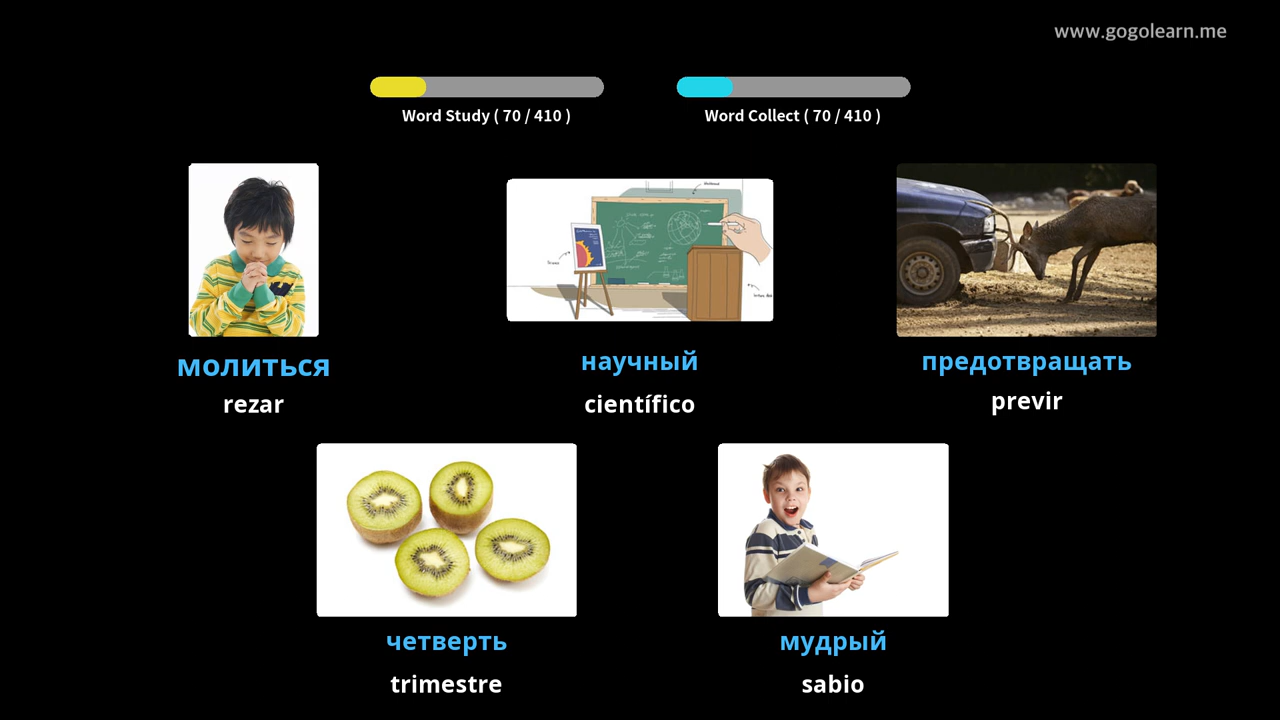 www.gogolearn.me
Word Study ( 70 / 410 )
Word Collect ( 70 / 410 )
молиться
rezar
научный
científico
предотвращать
previr
четверть
trimestre
мудрый
sabio